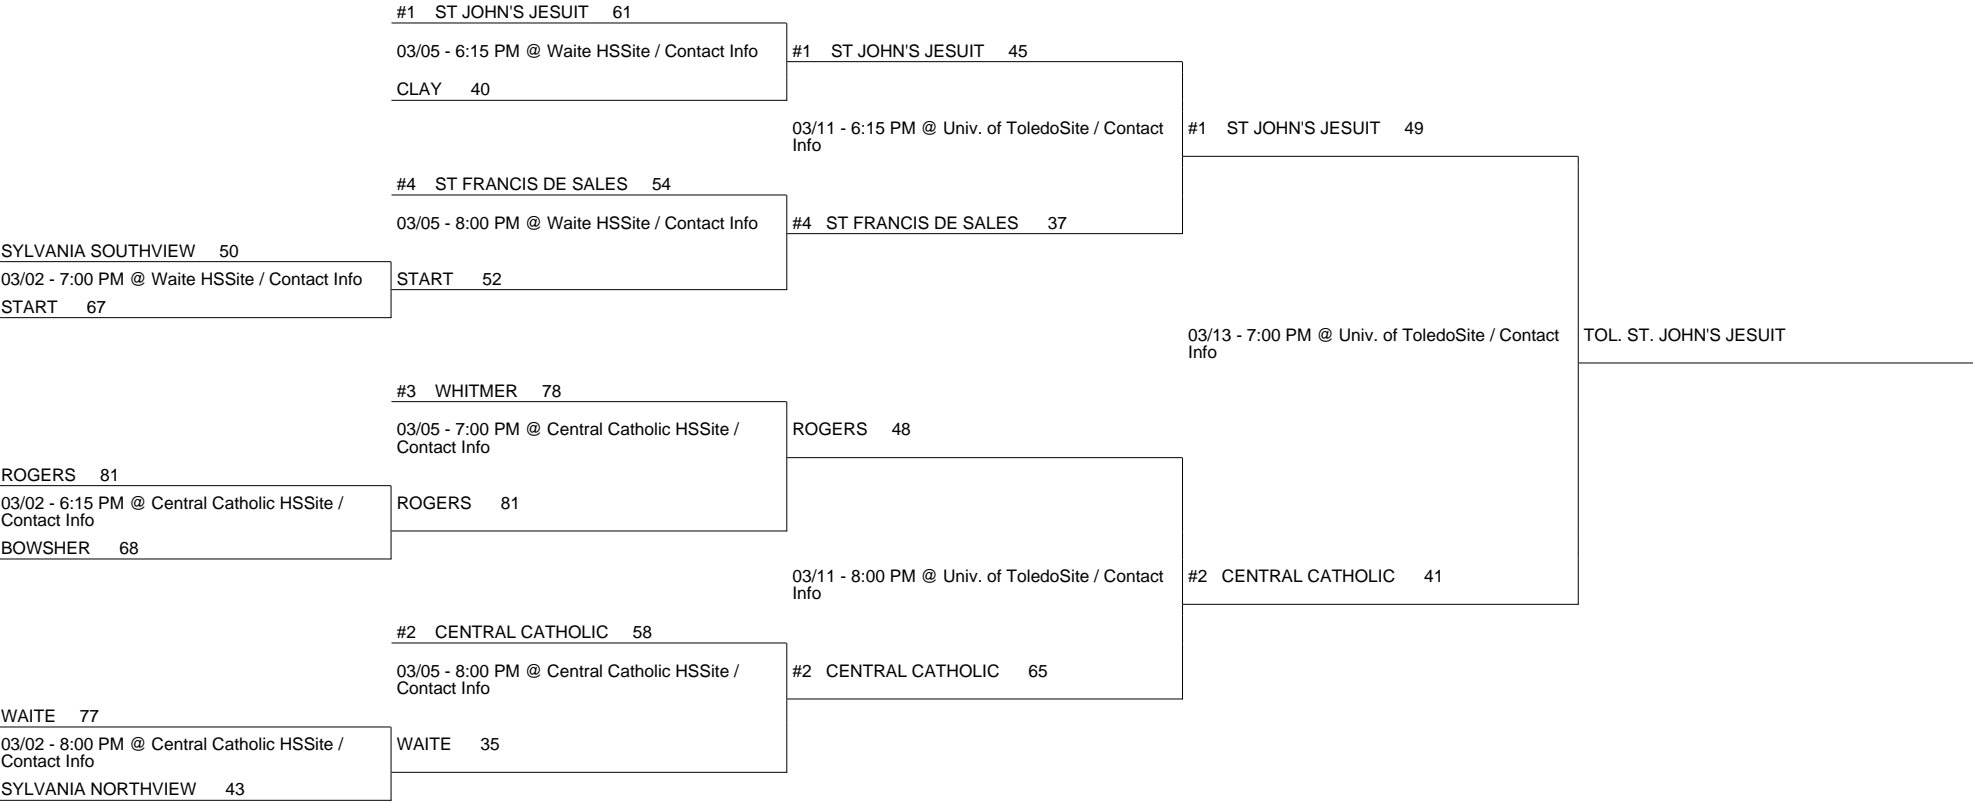 #1 ST JOHN'S JESUIT 61
03/05 - 6:15 PM @ Waite HSSite / Contact Info
CLAY 40
#4 ST FRANCIS DE SALES 54
03/05 - 8:00 PM @ Waite HSSite / Contact Info
SYLVANIA SOUTHVIEW 50
03/02 - 7:00 PM @ Waite HSSite / Contact Info
START 67
START 52
#1 ST JOHN'S JESUIT 45
03/11 - 6:15 PM @ Univ. of ToledoSite / Contact
Info
#4 ST FRANCIS DE SALES 37
#1 ST JOHN'S JESUIT 49
03/13 - 7:00 PM @ Univ. of ToledoSite / Contact
Info
TOL. ST. JOHN'S JESUIT
#3 WHITMER 78
03/05 - 7:00 PM @ Central Catholic HSSite /
Contact Info
ROGERS 81
03/02 - 6:15 PM @ Central Catholic HSSite /
Contact Info
BOWSHER 68
ROGERS 81
ROGERS 48
03/11 - 8:00 PM @ Univ. of ToledoSite / Contact
Info
#2 CENTRAL CATHOLIC 41
#2 CENTRAL CATHOLIC 58
03/05 - 8:00 PM @ Central Catholic HSSite /
Contact Info
#2 CENTRAL CATHOLIC 65
WAITE 77
03/02 - 8:00 PM @ Central Catholic HSSite /
Contact Info
SYLVANIA NORTHVIEW 43
WAITE 35